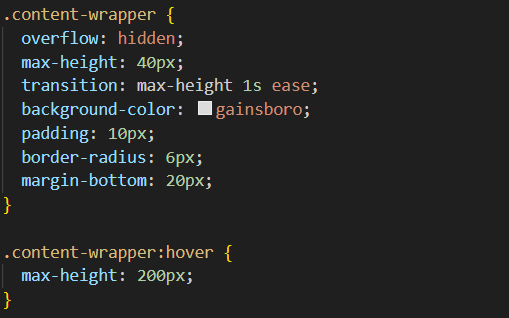 .content-wrapper {
  overflow: hidden;
  max-height: 40px;
  transition: max-height 1s ease;
  background-color: gainsboro;
  padding: 10px;
  border-radius: 6px;
  margin-bottom: 20px;
}

.content-wrapper:hover {
  max-height: 200px;
}